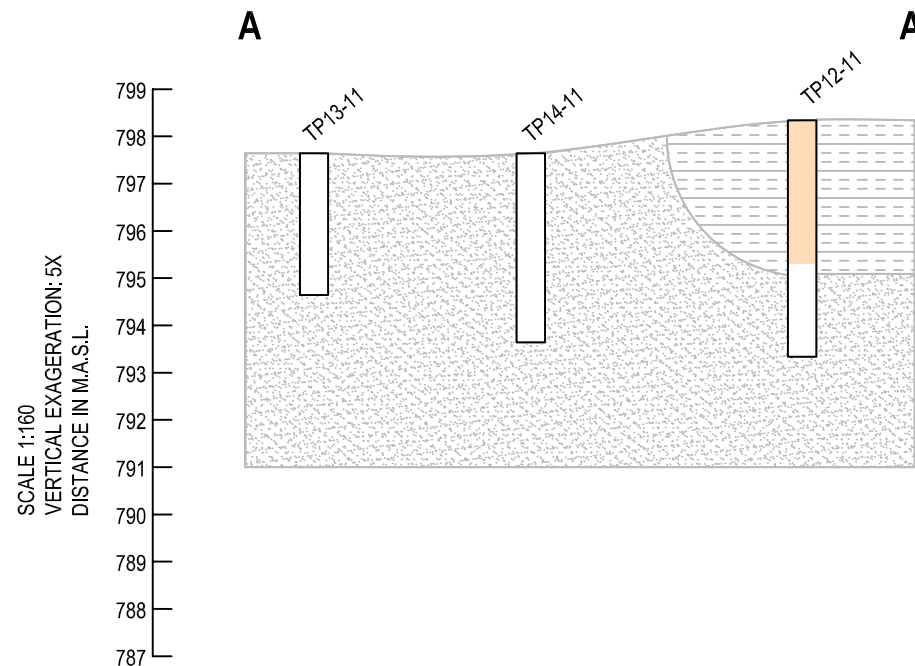 A
A
TP13-11
TP14-11
TP12-11
799
798
797
796
795
794
793
792
791
790
789
788
787
SCALE 1:160
VERTICAL EXAGERATION: 5X
DISTANCE IN M.A.S.L.